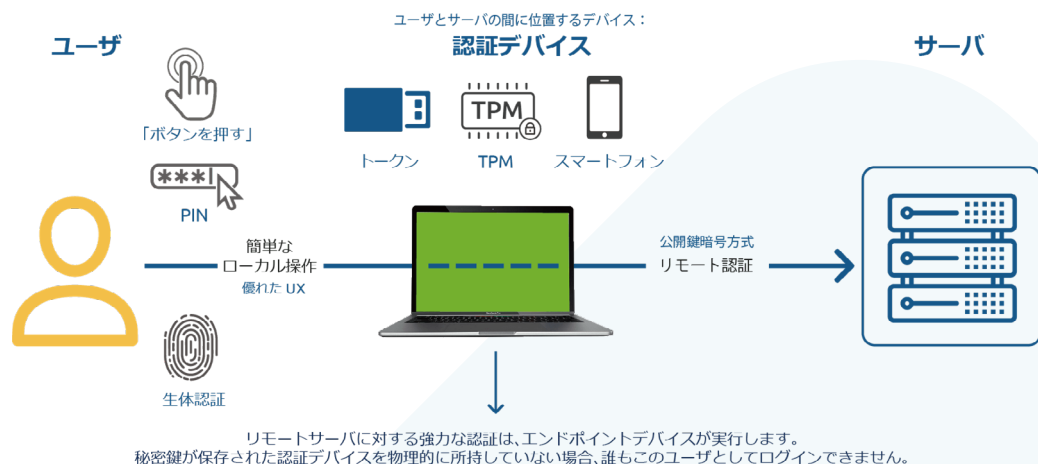 ユーザとサーバの間に位置するデバイス：
ユーザ
認証デバイス
サーバ
「ボタンを押す」
TPM
トークン
TPM
スマートフォン
***|
PIN
簡単な
ローカル操作
優れた UX
公開鍵暗号方式
リモート認証
生体認証
リモートサーバに対する強力な認証は、エンドポイントデバイスが実行します。
秘密鍵が保存された認証デバイスを物理的に所持していない場合、誰もこのユーザとしてログインできません。